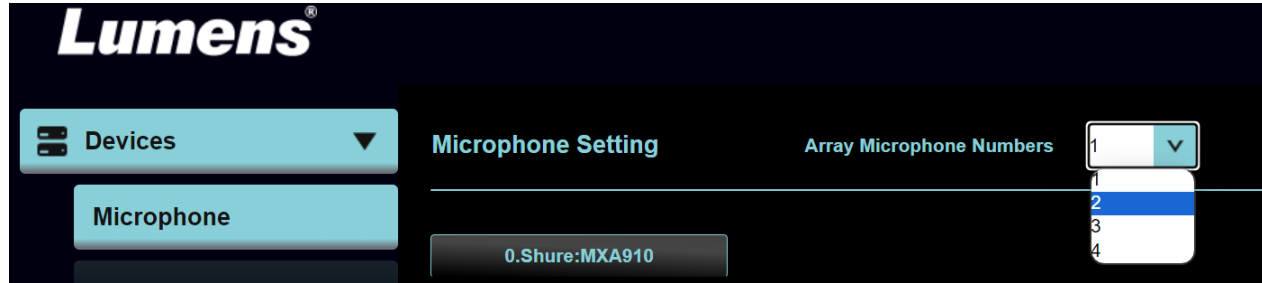 Lumens®
Devices
Microphone
Microphone Setting
Array Microphone Numbers
1
1
2
3
4
0.Shure:MXA910